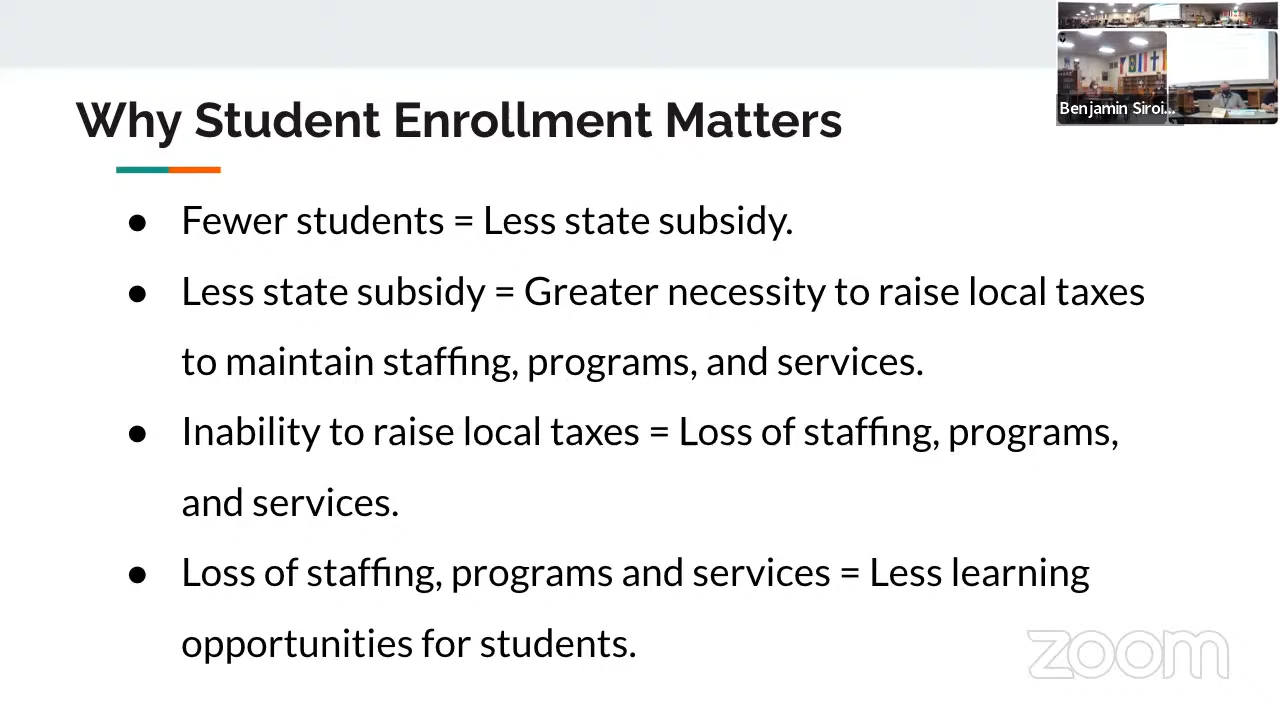 Benjamin Siroi...
Why Student Enrollment Matters
● Fewer students = Less state subsidy.
● Less state subsidy = Greater necessity to raise local taxes
to maintain staffing, programs, and services.
● Inability to raise local taxes = Loss of staffing, programs,
and services.
● Loss of staffing, programs and services = Less learning
opportunities for students.
zoom